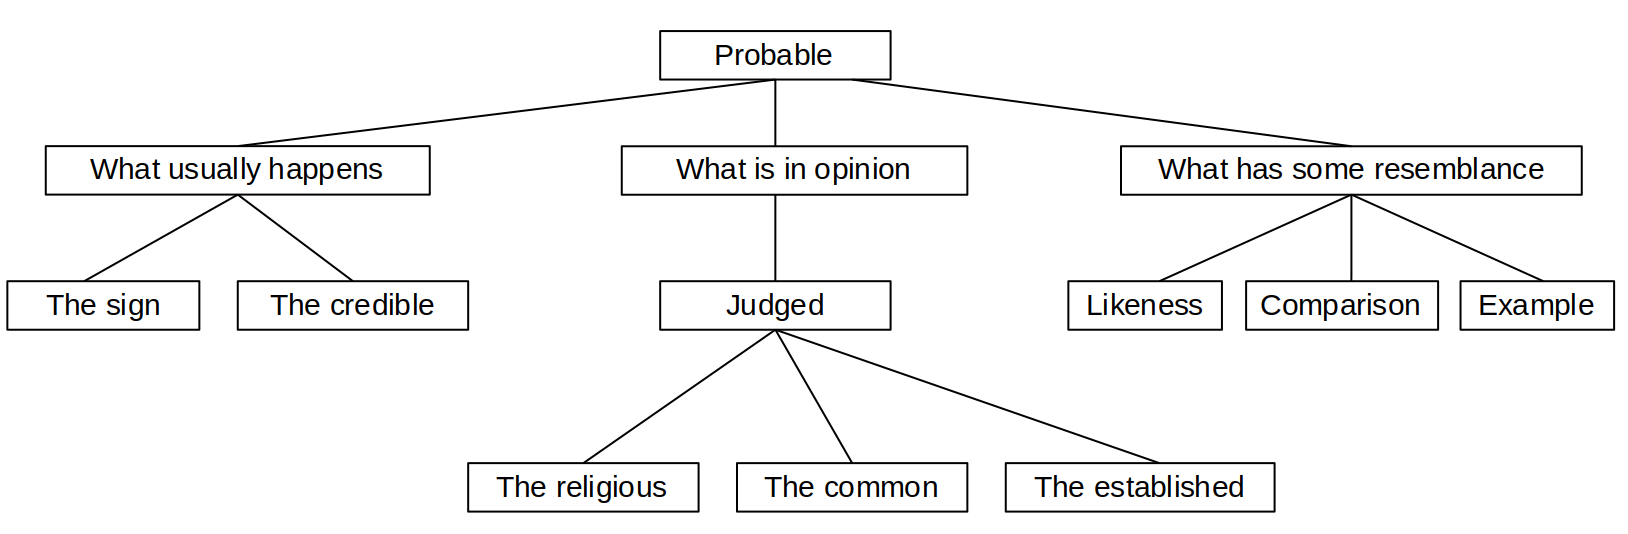 Probable
What usually happens
What is in opinion
What has some resemblance
The sign
The credible
Judged
Likeness
Comparison
Example
The religious
The common
The established